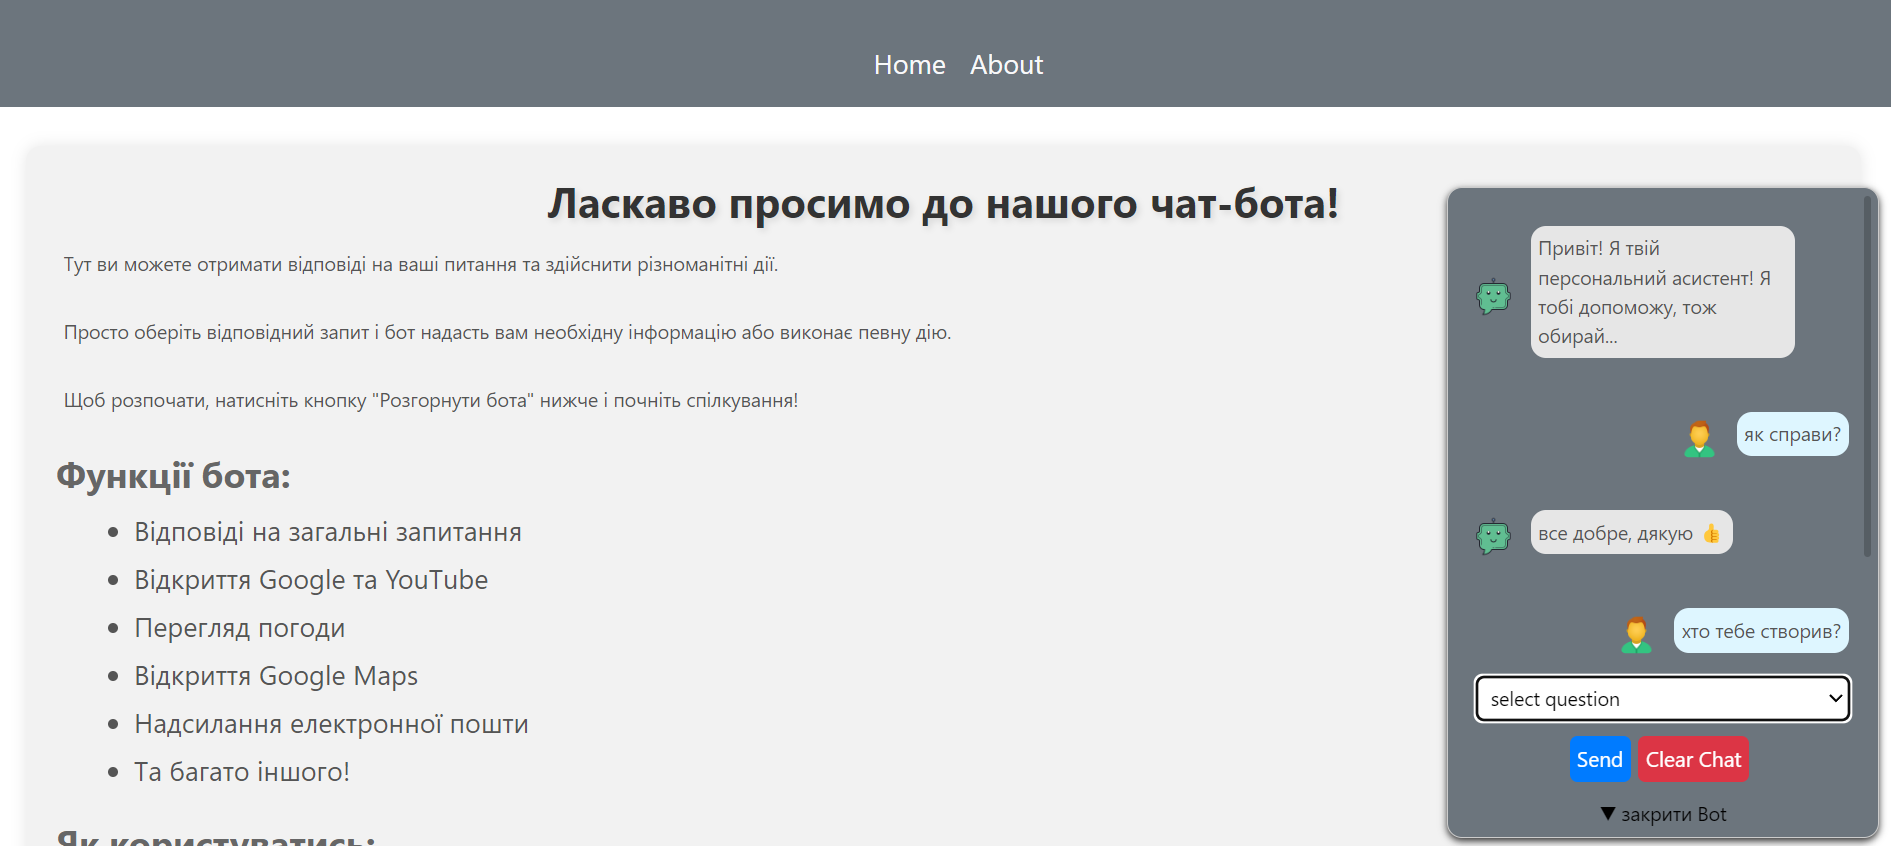 Home About
Ласкаво просимо до нашого чат-бота!
Тут ви можете отримати відповіді на ваші питання та здійснити різноманітні дії.
Просто оберіть відповідний запит і бот надасть вам необхідну інформацію або виконає певну дію.
Щоб розпочати, натисніть кнопку "Розгорнути бота" нижче і почніть спілкування!
Функції бота:
Відповіді на загальні запитання
Відкриття Google та YouTube
Перегляд погоди
Відкриття Google Maps
Надсилання електронної пошти
Та багато іншого!
Як користуватись:
Привіт! Я твій
персональний асистент! Я
тобі допоможу, тож
обирай...
як справи?
все добре, дякую 👍
хто тебе створив?
select question
Send Clear Chat
▼ закрити Bot